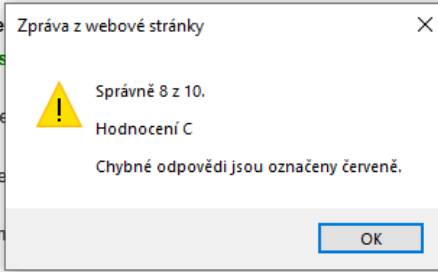 Zpráva z webové stránky
Správně 8 z 10.
Hodnocení C
Chybné odpovědi jsou označeny červeně.
OK